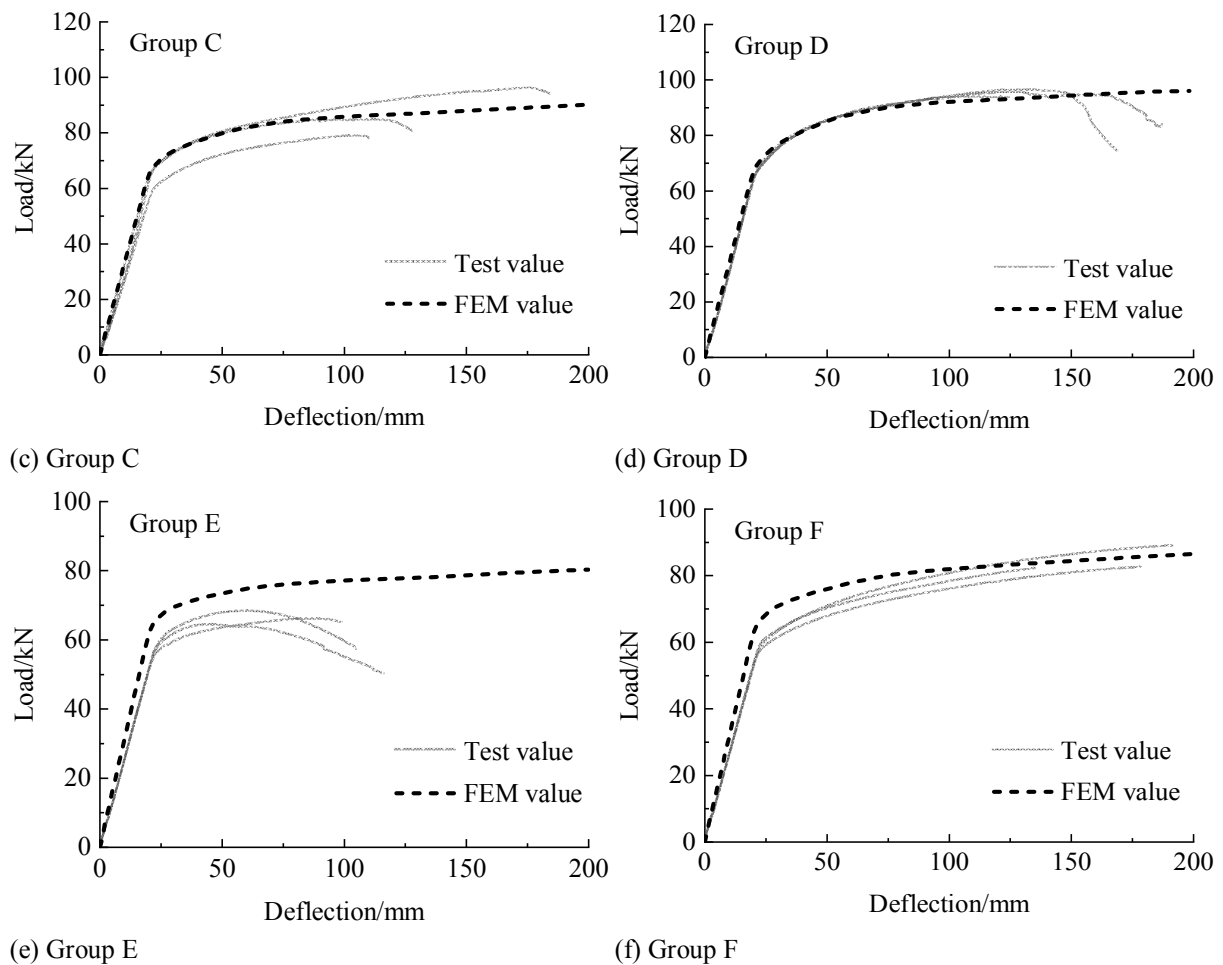 120
100
80
60
40
20
0
Load/kN
Group C
Test value
FEM value
0 50 100 150 200
Deflection/mm
(c) Group C
120
100
80
60
40
20
0
Load/kN
Group D
Test value
FEM value
0 50 100 150 200
Deflection/mm
(d) Group D
100
80
60
40
20
0
Load/kN
Group E
Test value
FEM value
0 50 100 150 200
Deflection/mm
(e) Group E
100
80
60
40
20
0
Load/kN
Group F
Test value
FEM value
0 50 100 150 200
Deflection/mm
(f) Group F